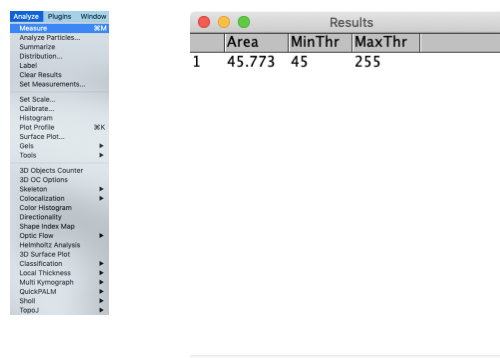 Analyze Plugins Window
Measure ⌘M
Analyze Particles...
Summarize
Distribution...
Label
Clear Results
Set Measurements...
Set Scale...
Calibrate...
Histogram
Plot Profile ⌘K
Surface Plot...
Gels
Tools
3D Objects Counter
3D OC Options
Skeleton
Colocalization
Color Histogram
Directionality
Shape Index Map
Optic Flow
Helmholtz Analysis
3D Surface Plot
Classification
Local Thickness
Multi Kymograph
QuickPALM
Sholl
TopoJ
Results
Area MinThr MaxThr
1 45.773 45 255